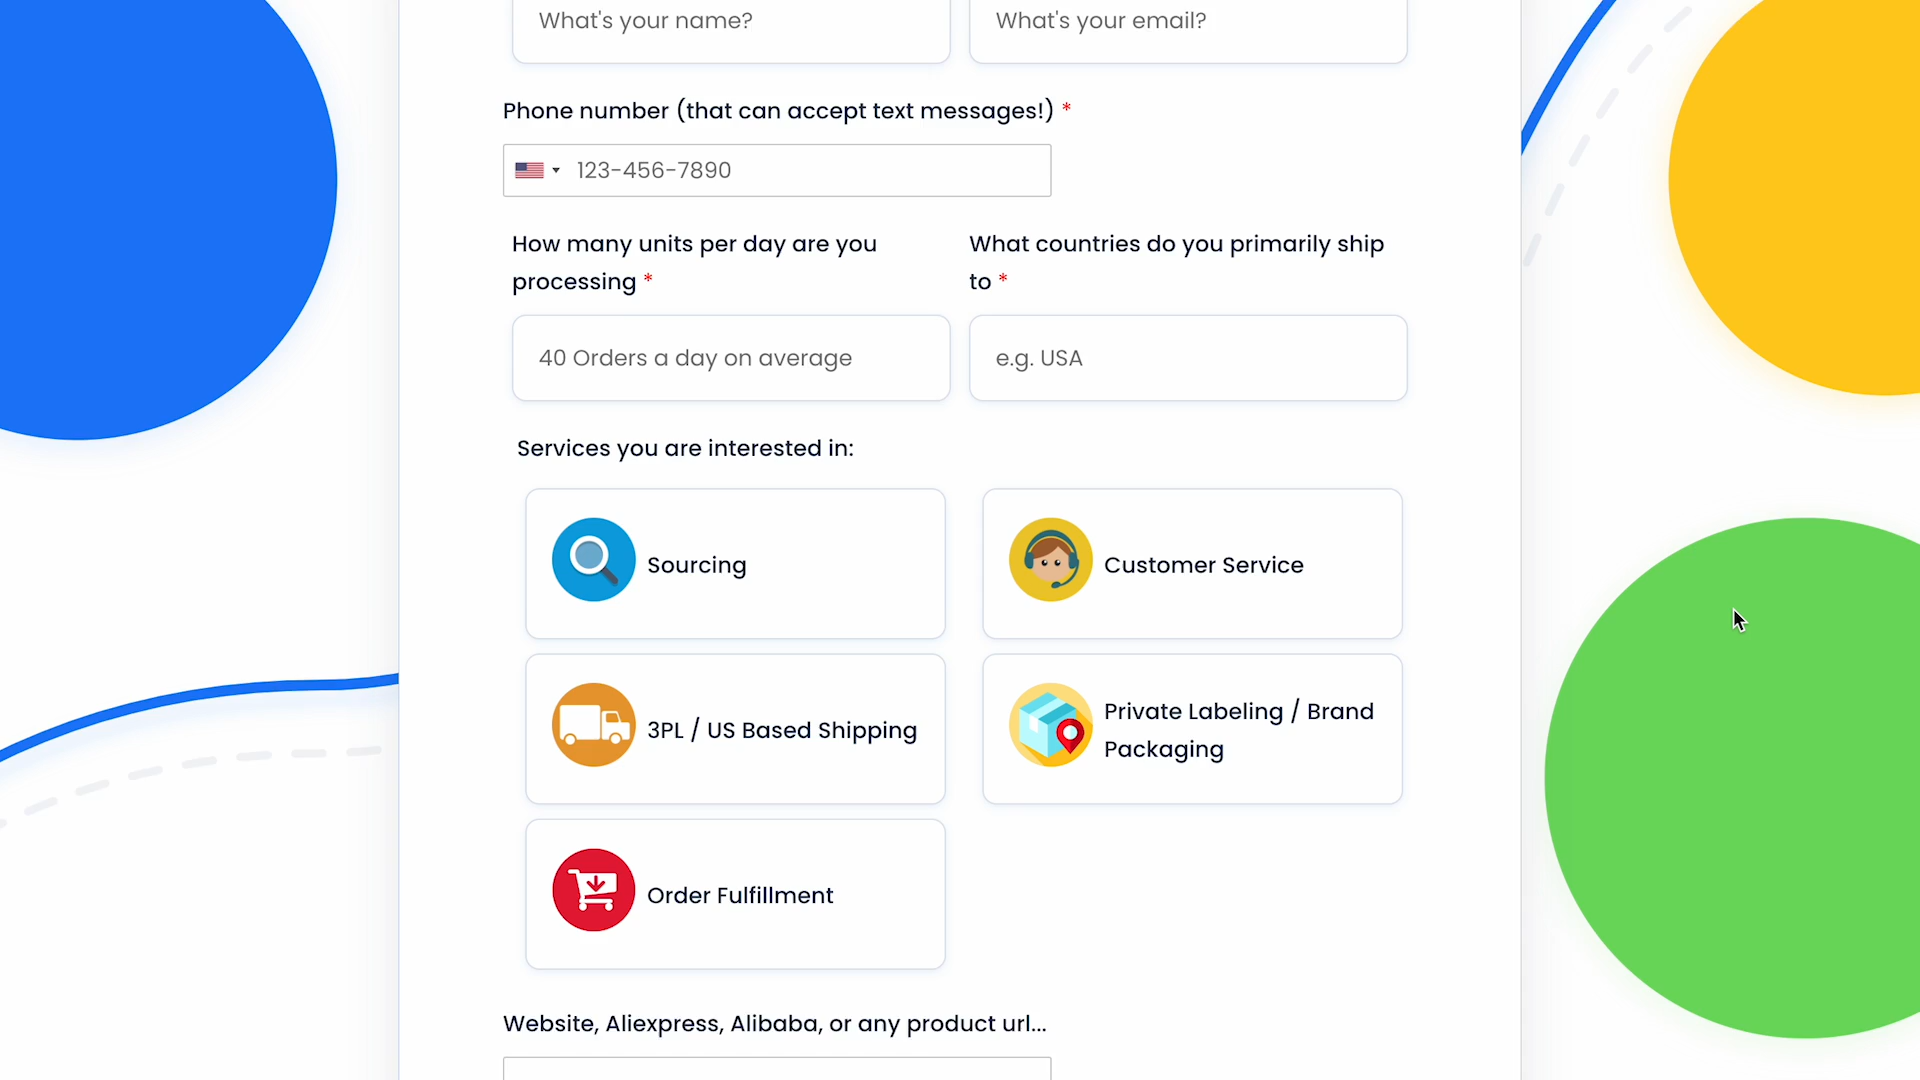 What's your name?
What's your email?
Phone number (that can accept text messages!) *
123-456-7890
How many units per day are you
processing *
What countries do you primarily ship
to *
40 Orders a day on average
e.g. USA
Services you are interested in:
Sourcing
Customer Service
3PL / US Based Shipping
Private Labeling / Brand
Packaging
Order Fulfillment
Website, Aliexpress, Alibaba, or any product url...